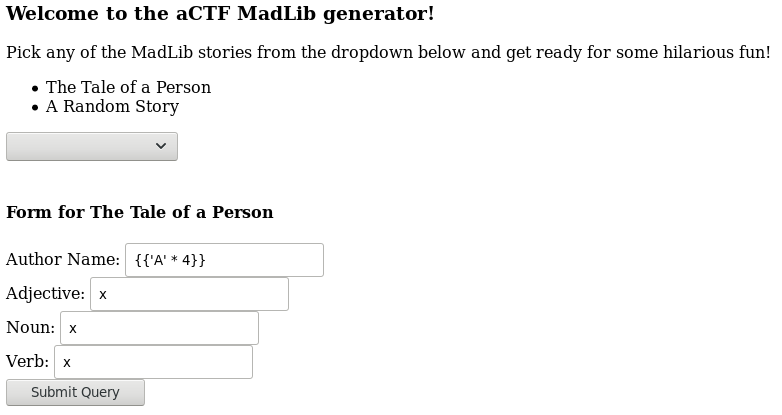 Welcome to the aCTF MadLib generator!
Pick any of the MadLib stories from the dropdown below and get ready for some hilarious fun!
• The Tale of a Person
• A Random Story
Form for The Tale of a Person
Author Name: {{'A' * 4}}
Adjective: x
Noun: x
Verb: x
Submit Query